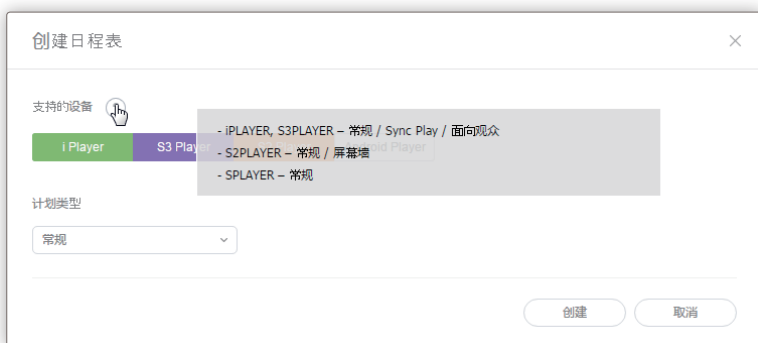 创建日程表
支持的设备
- iPLAYER, S3PLAYER – 常规 / Sync Play / 面向观众
- S2PLAYER – 常规 / 屏幕墙
- SPLAYER – 常规
i Player
S3 Player
Android Player
计划类型
常规
创建
取消